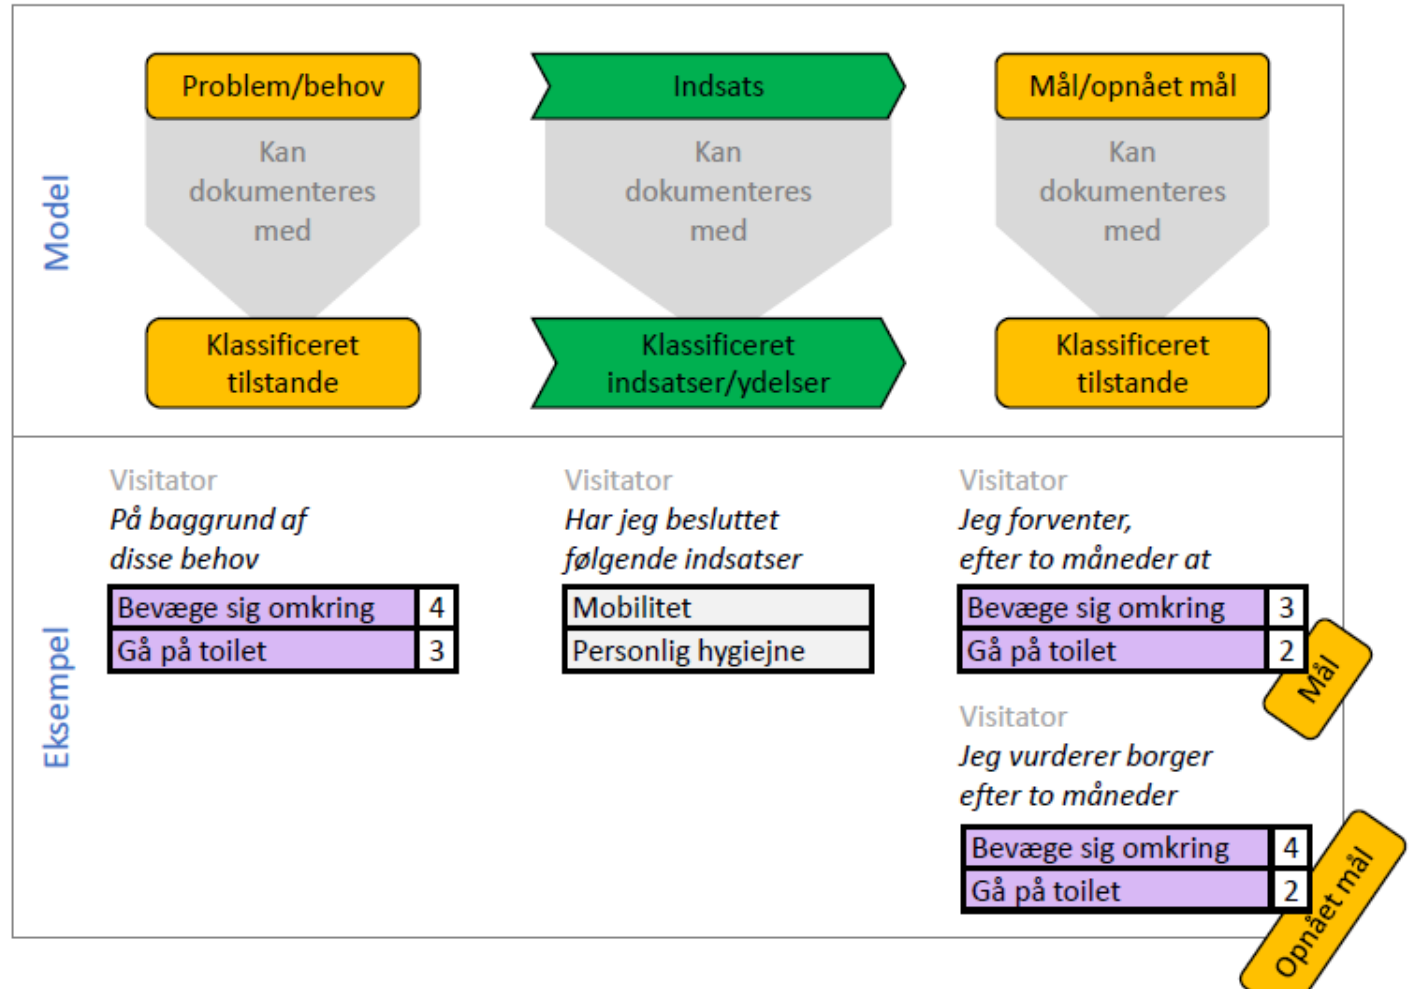 Model
Problem/behov
Kan
dokumenteres
med
Klassificeret
tilstande
Indsats
Kan
dokumenteres
med
Klassificeret
indsatser/ydelser
Mål/opnået mål
Kan
dokumenteres
med
Klassificeret
tilstande
Eksempel
Visitator
På baggrund af
disse behov
Bevæge sig omkring 4
Gå på toilet 3
Visitator
Har jeg besluttet
følgende indsatser
Mobilitet
Personlig hygiejne
Visitator
Jeg forventer,
efter to måneder at
Bevæge sig omkring 3
Gå på toilet 2
Mål
Visitator
Jeg vurderer borger
efter to måneder
Bevæge sig omkring 4
Gå på toilet 2
Opnået mål